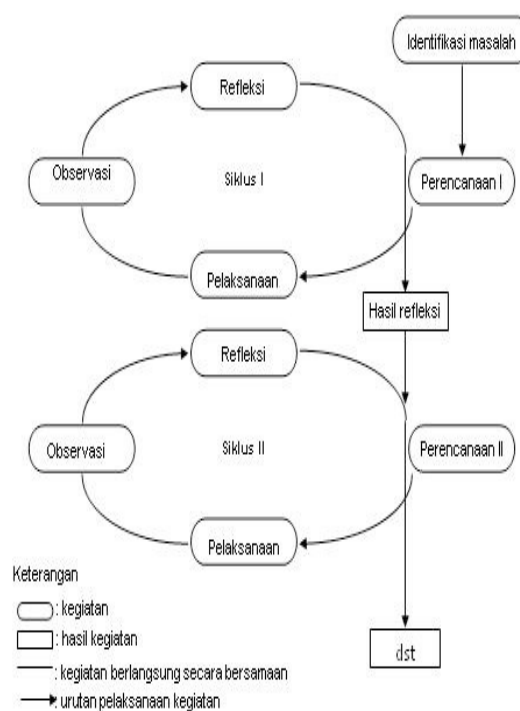 Identifikasi masalah
Refleksi
Observasi
Siklus I
Perencanaan I
Pelaksanaan
Hasil refleksi
Refleksi
Observasi
Siklus II
Perencanaan II
Pelaksanaan
Keterangan
: kegiatan
: hasil kegiatan
: kegiatan berlangsung secara bersamaan
: urutan pelaksanaan kegiatan
dst